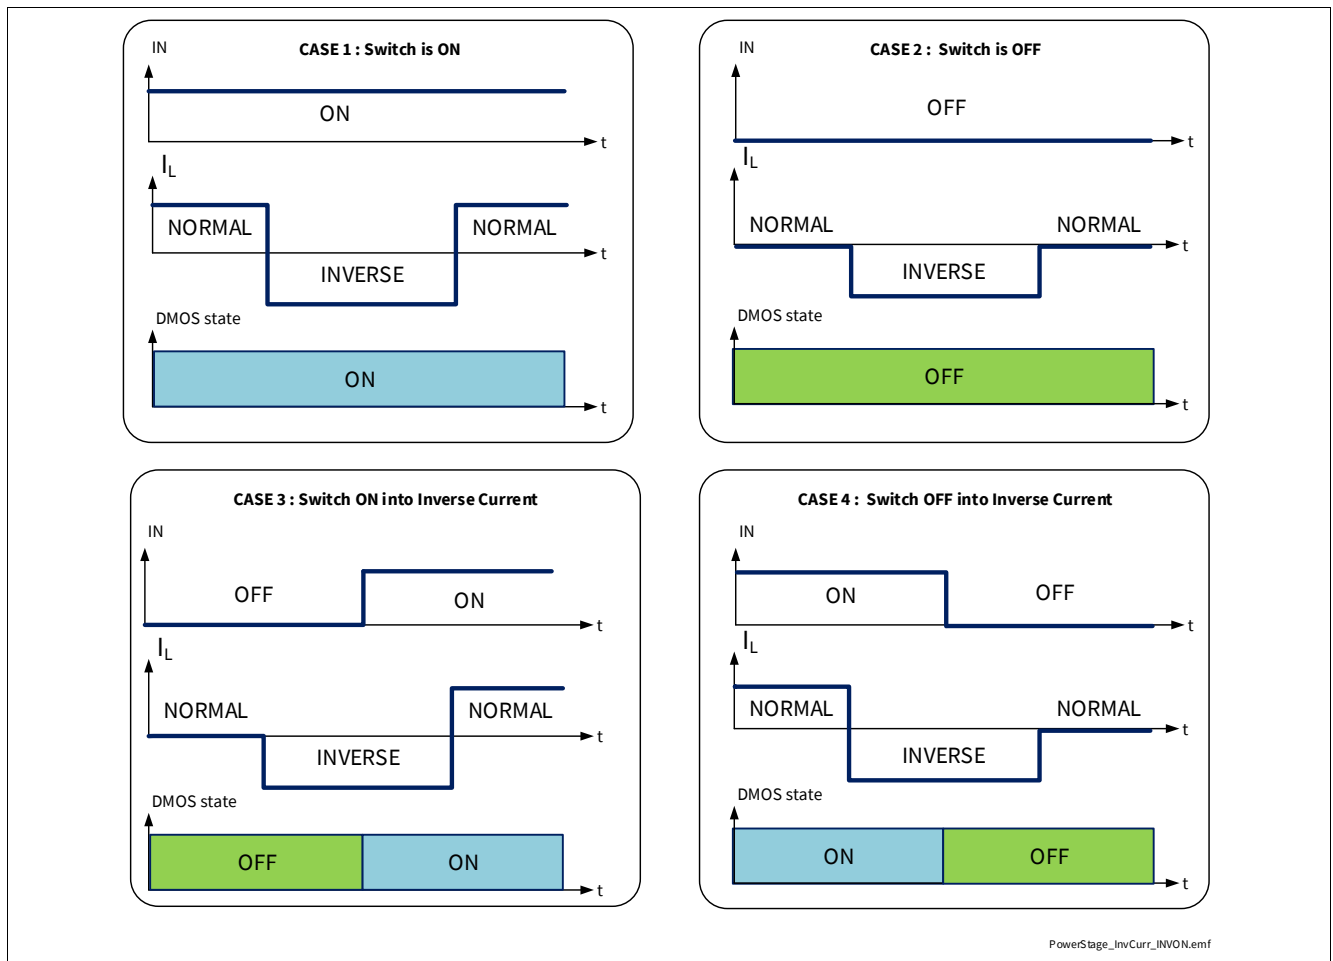 CASE 1 : Switch is ON
IN
ON
t
IL
NORMAL
NORMAL
INVERSE
t
DMOS state
ON
t
CASE 2 : Switch is OFF
IN
OFF
t
IL
NORMAL
NORMAL
INVERSE
t
DMOS state
OFF
t
CASE 3 : Switch ON into Inverse Current
IN
OFF
ON
t
IL
NORMAL
NORMAL
INVERSE
t
DMOS state
OFF
ON
t
CASE 4 : Switch OFF into Inverse Current
IN
ON
OFF
t
IL
NORMAL
NORMAL
INVERSE
t
DMOS state
ON
OFF
t
PowerStage_InvCurr_INVON.emf